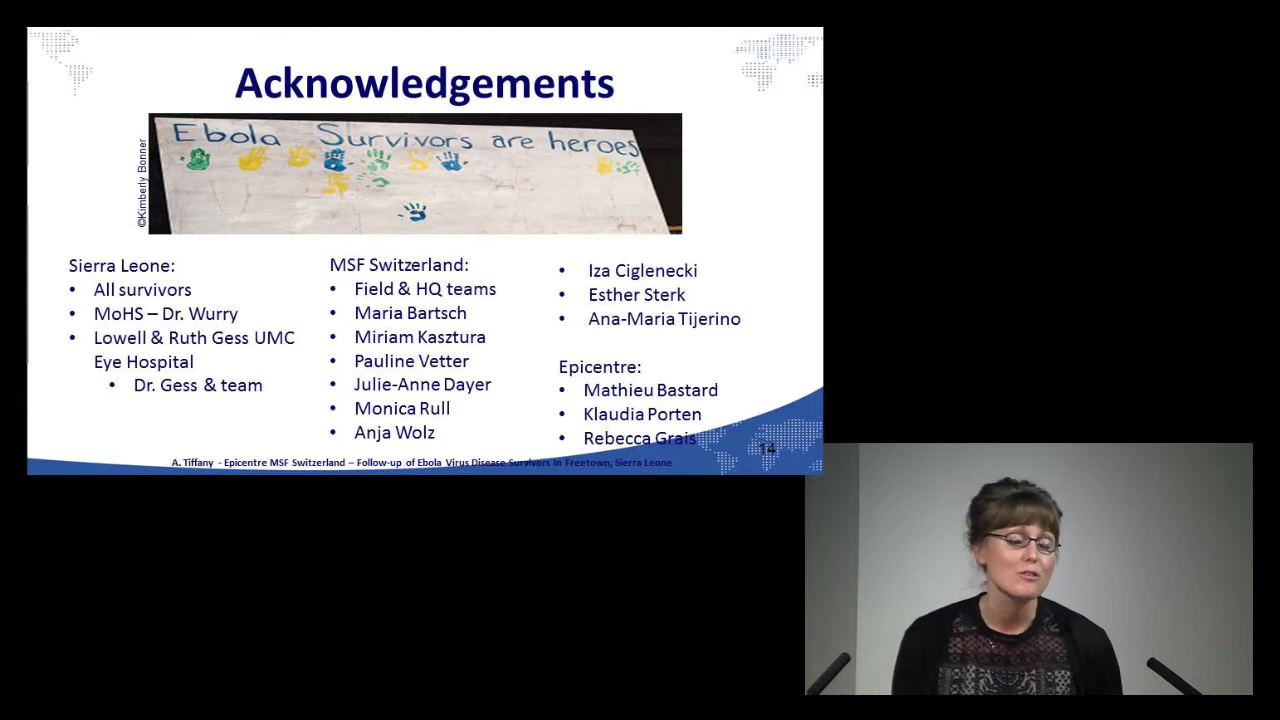 Acknowledgements
©Kimberly Bonner
Ebola Survivors are heroes
Sierra Leone:
• All survivors
• MoHS – Dr. Wurry
• Lowell & Ruth Gess UMC
Eye Hospital
• Dr. Gess & team
MSF Switzerland:
• Field & HQ teams
• Maria Bartsch
• Miriam Kasztura
• Pauline Vetter
• Julie-Anne Dayer
• Monica Rull
• Anja Wolz
• Iza Ciglenecki
• Esther Sterk
• Ana-Maria Tijerino
Epicentre:
• Mathieu Bastard
• Klaudia Porten
• Rebecca Grais
14
A. Tiffany - Epicentre MSF Switzerland – Follow-up of Ebola Virus Disease Survivors in Freetown, Sierra Leone